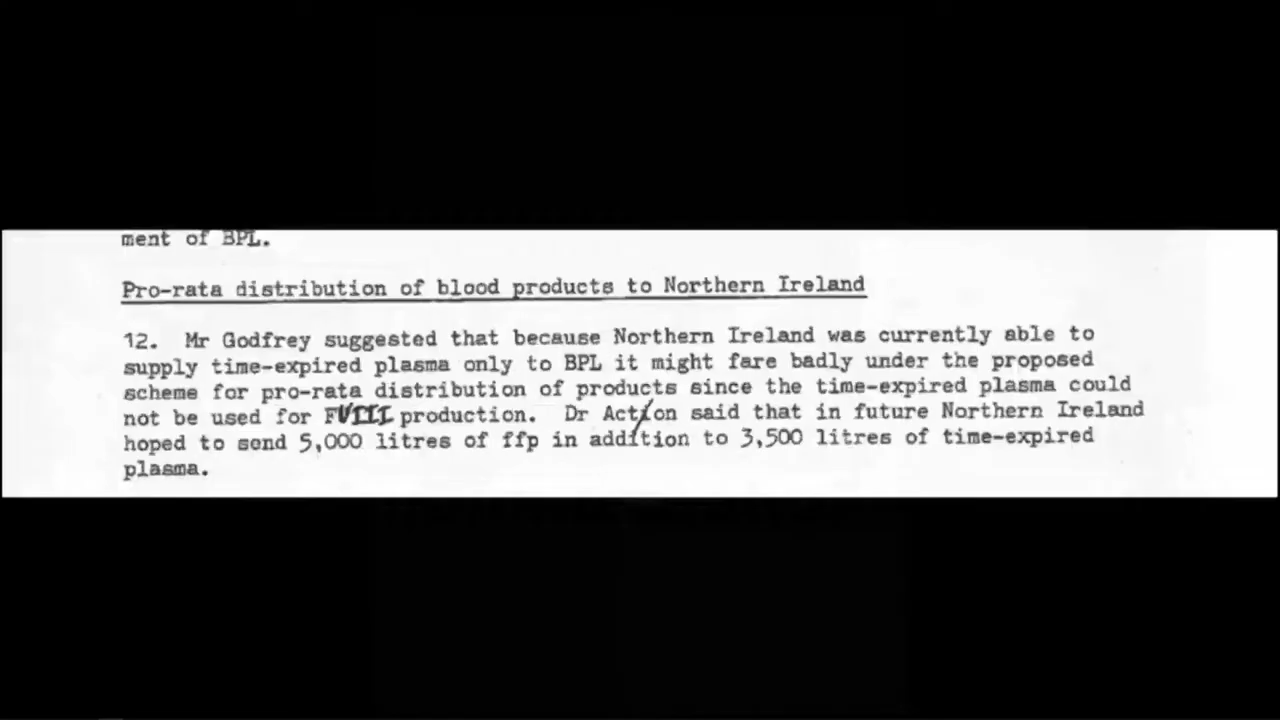 ment of BPL.
Pro-rata distribution of blood products to Northern Ireland
12. Mr Godfrey suggested that because Northern Ireland was currently able to
supply time-expired plasma only to BPL it might fare badly under the proposed
scheme for pro-rata distribution of products since the time-expired plasma could
not be used for FVIII production. Dr Action said that in future Northern Ireland
hoped to send 5,000 litres of ffp in addition to 3,500 litres of time-expired
plasma.